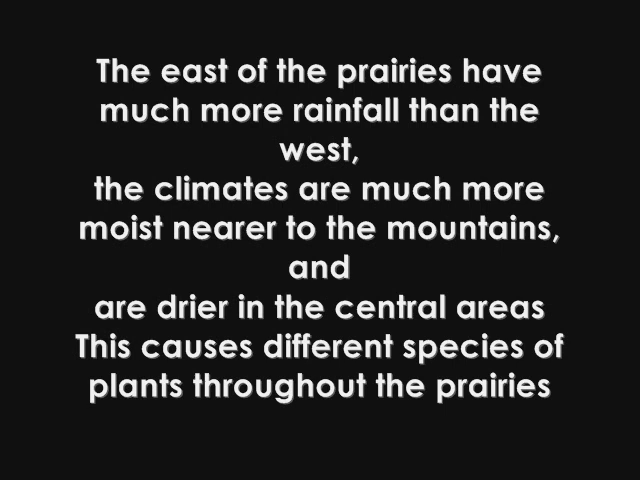 The east of the prairies have
much more rainfall than the
west,
the climates are much more
moist nearer to the mountains,
and
are drier in the central areas
This causes different species of
plants throughout the prairies